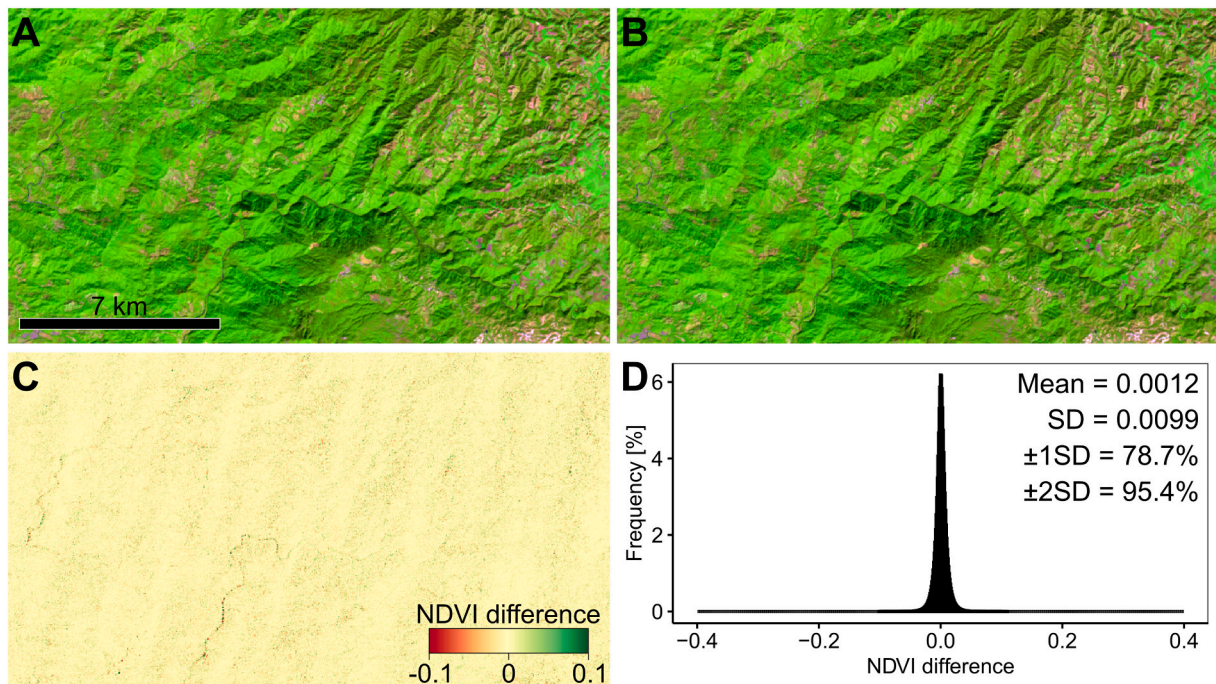 A
B
7 km
C
NDVI difference
-0.1
0
0.1
D
Mean = 0.0012
SD = 0.0099
±1SD = 78.7%
±2SD = 95.4%
Frequency [%]
6
4
2
0
−0.4
−0.2
0.0
0.2
0.4
NDVI difference